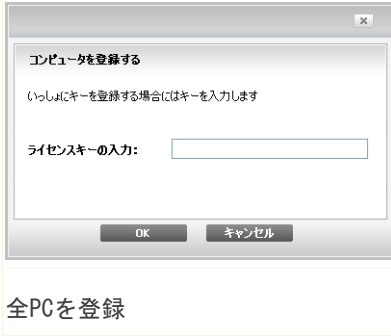 コンピュータを登録する
いっしょにキーを登録する場合にはキーを入力します
ライセンスキーの入力:
OK
キャンセル
全PCを登録